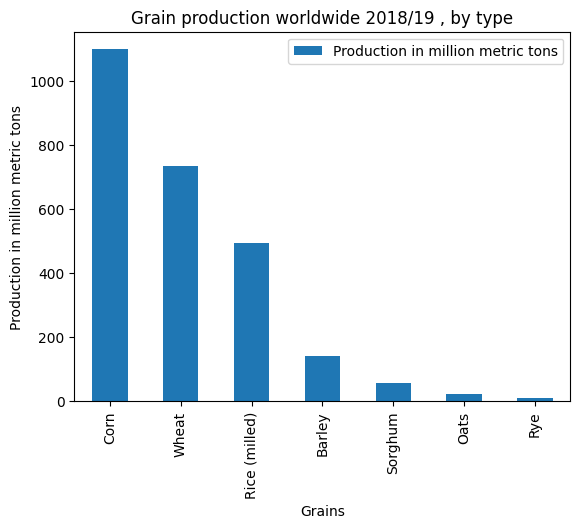 Grain production worldwide 2018/19 , by type
Production in million metric tons
Production in million metric tons
1000
800
600
400
200
0
Corn
Wheat
Rice (milled)
Barley
Sorghum
Oats
Rye
Grains